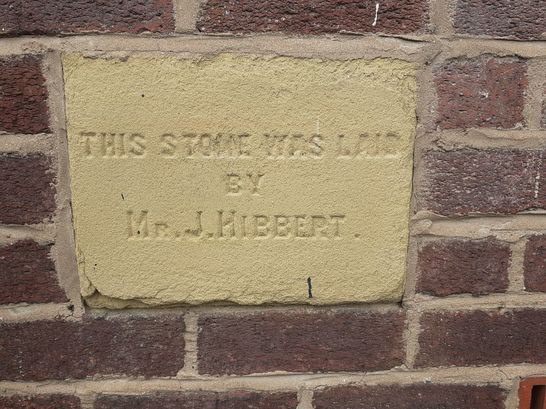 THIS STONE WAS LAID
BY
MR. J. HIBBERT.